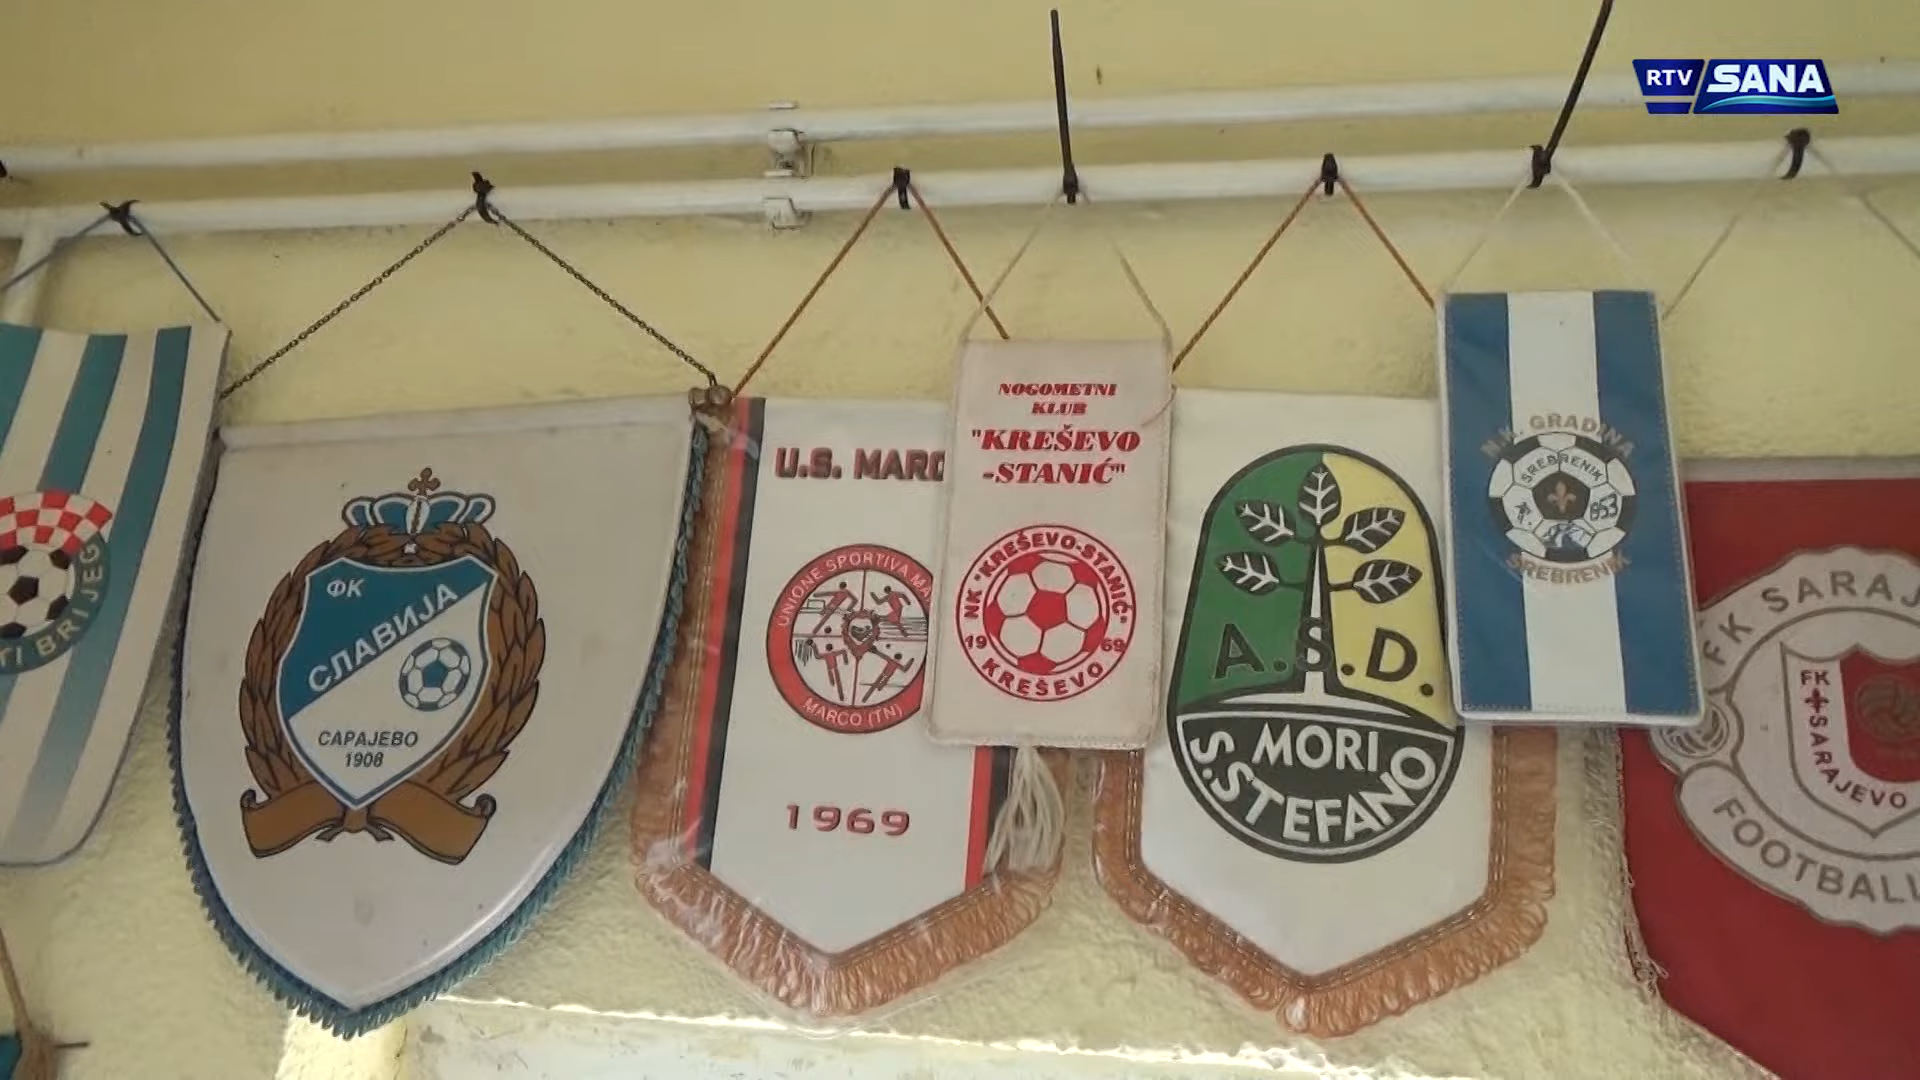 RTV SANA
TI BRIJEG
ФК
СЛАВИЈА
САРАЈЕВО
1908
U.S. MARC
UNIONE SPORTIVA MA
MARCO (TN)
1969
NOGOMETNI
KLUB
"KREŠEVO
-STANIĆ"
NK "KREŠEVO-STANIĆ"
19 69
KREŠEVO
A.S.D.
MORI
S.STEFANO
N.K. GRADINA
SREBRENIK
SREBRENIK
FK SARAJ
FK
SARAJEVO
FOOTBALL